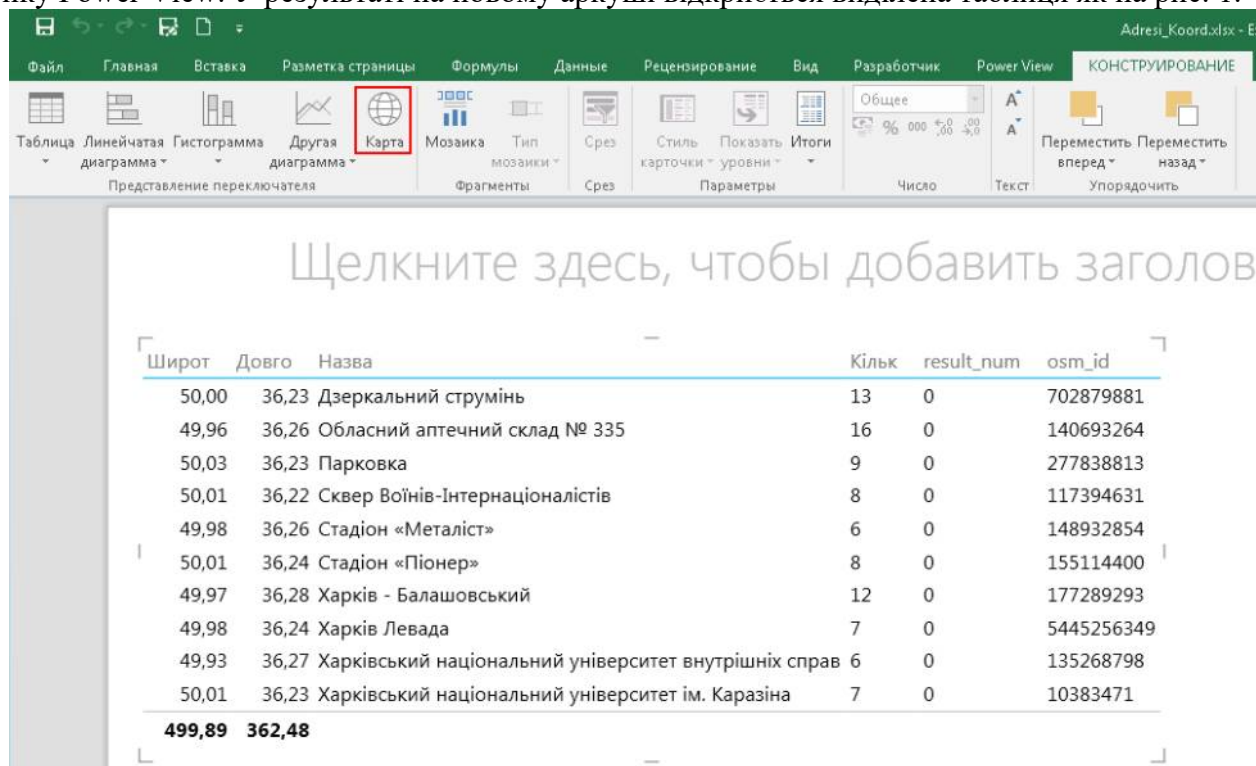 нку Power View. У результаті на новому аркуші відкриється виділена таблиця як на рис. 1.
Adresi_Koord.xlsx - E
Файл Главная Вставка Разметка страницы Формулы Данные Рецензирование Вид Разработчик Power View КОНСТРУИРОВАНИЕ
Общее
Таблица Линейчатая Гистограмма Другая Карта Мозаика Тип Срез Стиль Показать Итоги % 000 Переместить Переместить
диаграмма диаграмма мозаики карточки уровни вперед назад
Представление переключателя Фрагменты Срез Параметры Число Текст Упорядочить
Щелкните здесь, чтобы добавить заголов
Широт Довго Назва Кільк result_num osm_id
50,00 36,23 Дзеркальний струмінь 13 0 702879881
49,96 36,26 Обласний аптечний склад № 335 16 0 140693264
50,03 36,23 Парковка 9 0 277838813
50,01 36,22 Сквер Воїнів-Інтернаціоналістів 8 0 117394631
49,98 36,26 Стадіон «Металіст» 6 0 148932854
50,01 36,24 Стадіон «Піонер» 8 0 155114400
49,97 36,28 Харків - Балашовський 12 0 177289293
49,98 36,24 Харків Левада 7 0 5445256349
49,93 36,27 Харківський національний університет внутрішніх справ 6 0 135268798
50,01 36,23 Харківський національний університет ім. Каразіна 7 0 10383471
499,89 362,48